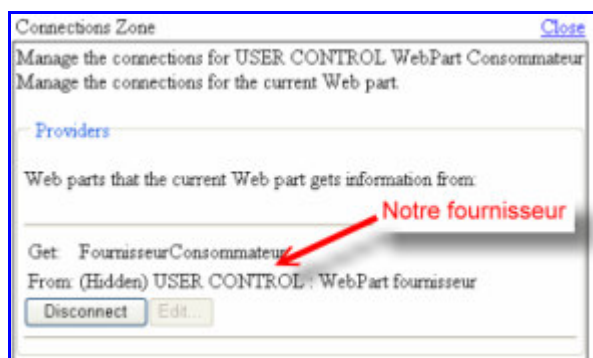 Connections Zone Close
Manage the connections for USER CONTROL WebPart Consommateur
Manage the connections for the current Web part.
Providers
Web parts that the current Web part gets information from:
Notre fournisseur
Get: FournisseurConsommateur
From: (Hidden) USER CONTROL : WebPart fournisseur
Disconnect Edit...